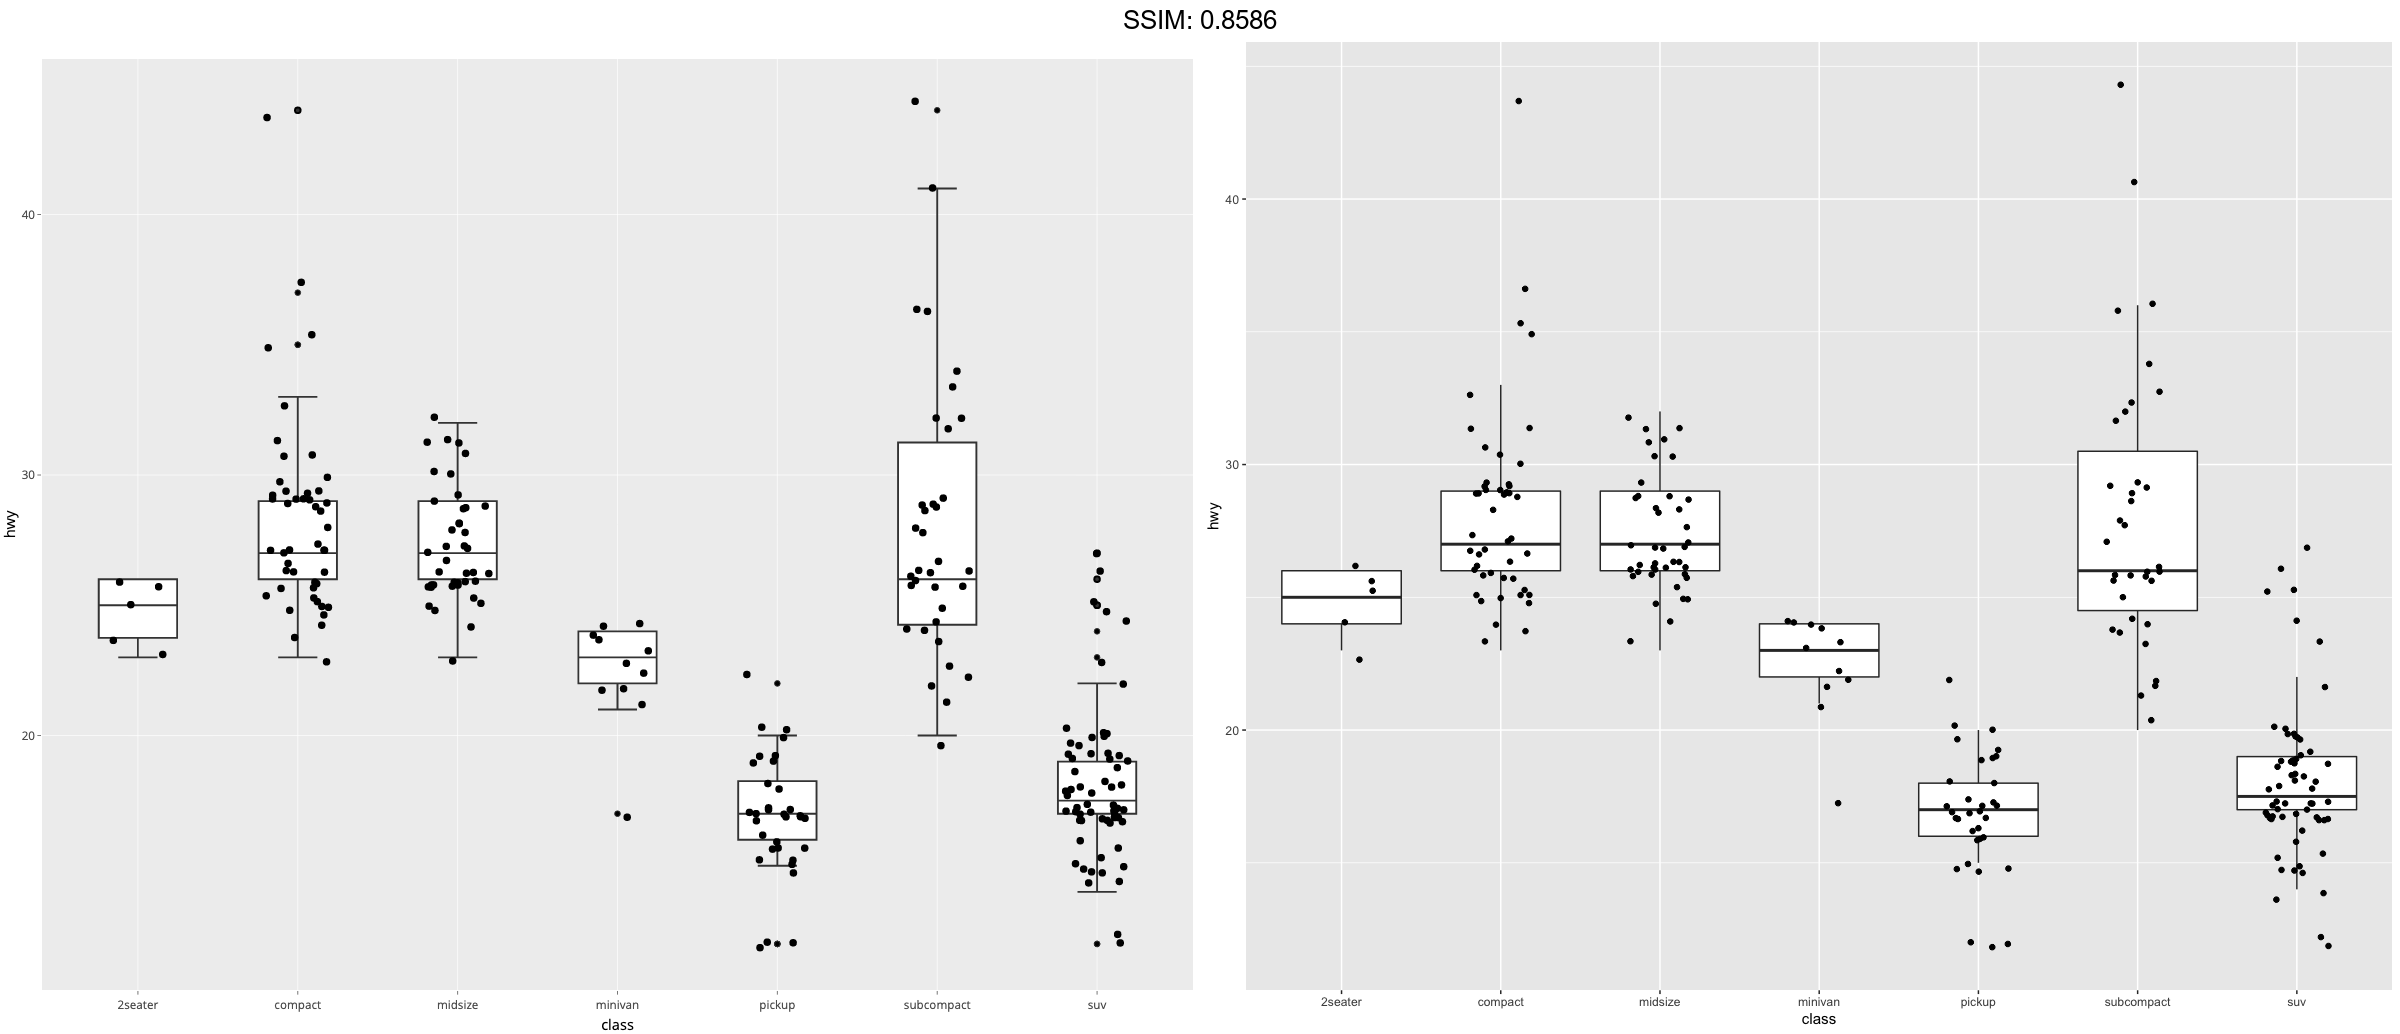 SSIM: 0.8586
40
30
20
hwy
2seater compact midsize minivan pickup subcompact suv
class
40
30
20
hwy
2seater compact midsize minivan pickup subcompact suv
class